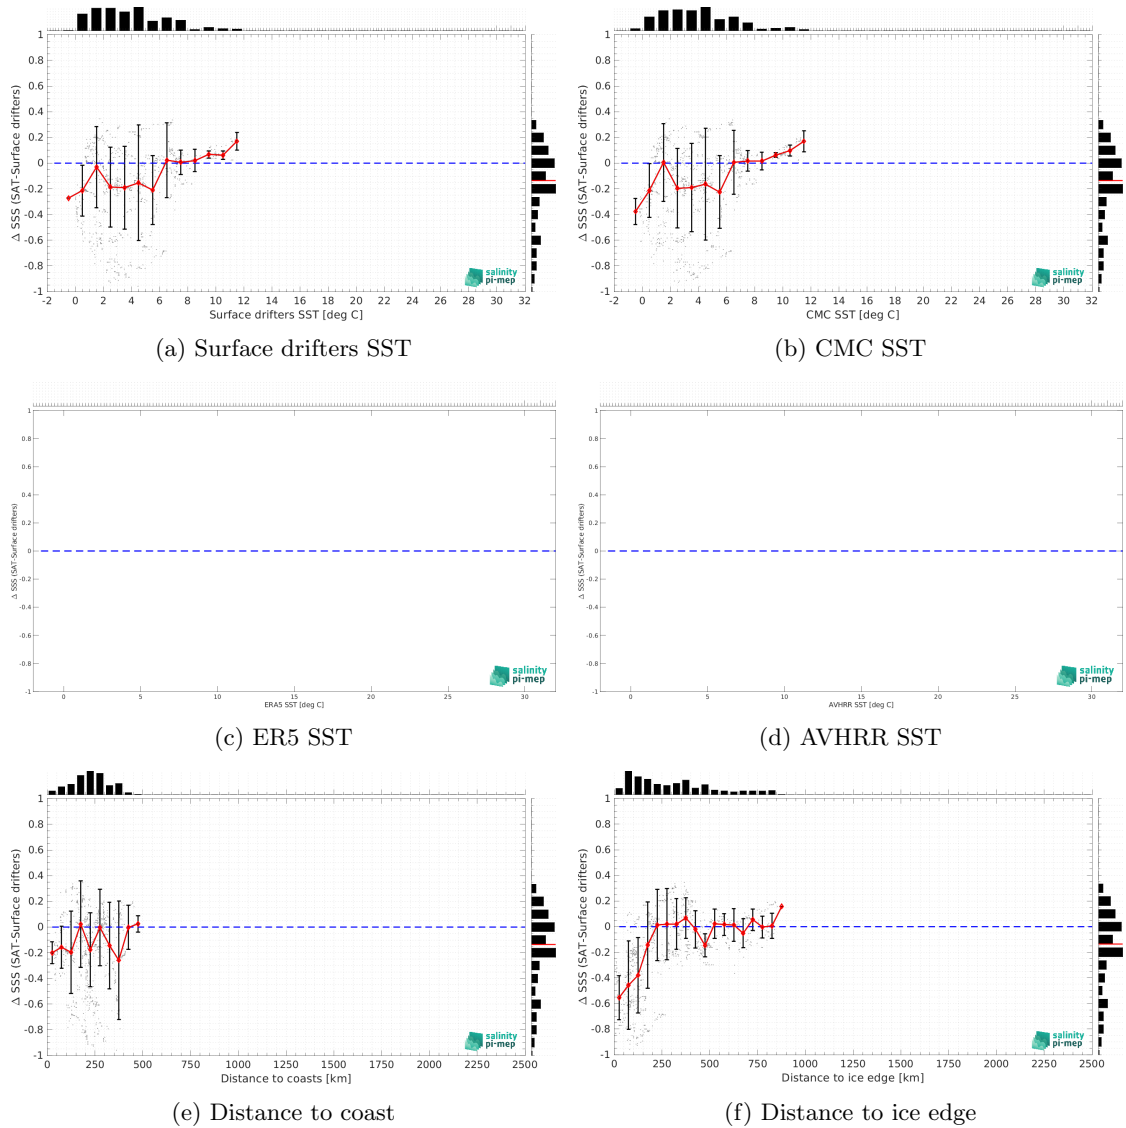 1
0.8
0.6
0.4
0.2
0
-0.2
-0.4
-0.6
-0.8
-1
Δ SSS (SAT-Surface drifters)
-2 0 2 4 6 8 10 12 14 16 18 20 22 24 26 28 30 32
Surface drifters SST [deg C]
salinity
pi-mep
(a) Surface drifters SST
1
0.8
0.6
0.4
0.2
0
-0.2
-0.4
-0.6
-0.8
-1
Δ SSS (SAT-Surface drifters)
-2 0 2 4 6 8 10 12 14 16 18 20 22 24 26 28 30 32
CMC SST [deg C]
salinity
pi-mep
(b) CMC SST
1
0.8
0.6
0.4
0.2
0
-0.2
-0.4
-0.6
-0.8
-1
Δ SSS (SAT-Surface drifters)
0 5 10 15 20 25 30
ERA5 SST [deg C]
salinity
pi-mep
(c) ER5 SST
1
0.8
0.6
0.4
0.2
0
-0.2
-0.4
-0.6
-0.8
-1
Δ SSS (SAT-Surface drifters)
0 5 10 15 20 25 30
AVHRR SST [deg C]
salinity
pi-mep
(d) AVHRR SST
1
0.8
0.6
0.4
0.2
0
-0.2
-0.4
-0.6
-0.8
-1
Δ SSS (SAT-Surface drifters)
0 250 500 750 1000 1250 1500 1750 2000 2250 2500
Distance to coasts [km]
salinity
pi-mep
(e) Distance to coast
1
0.8
0.6
0.4
0.2
0
-0.2
-0.4
-0.6
-0.8
-1
Δ SSS (SAT-Surface drifters)
0 250 500 750 1000 1250 1500 1750 2000 2250 2500
Distance to ice edge [km]
salinity
pi-mep
(f) Distance to ice edge